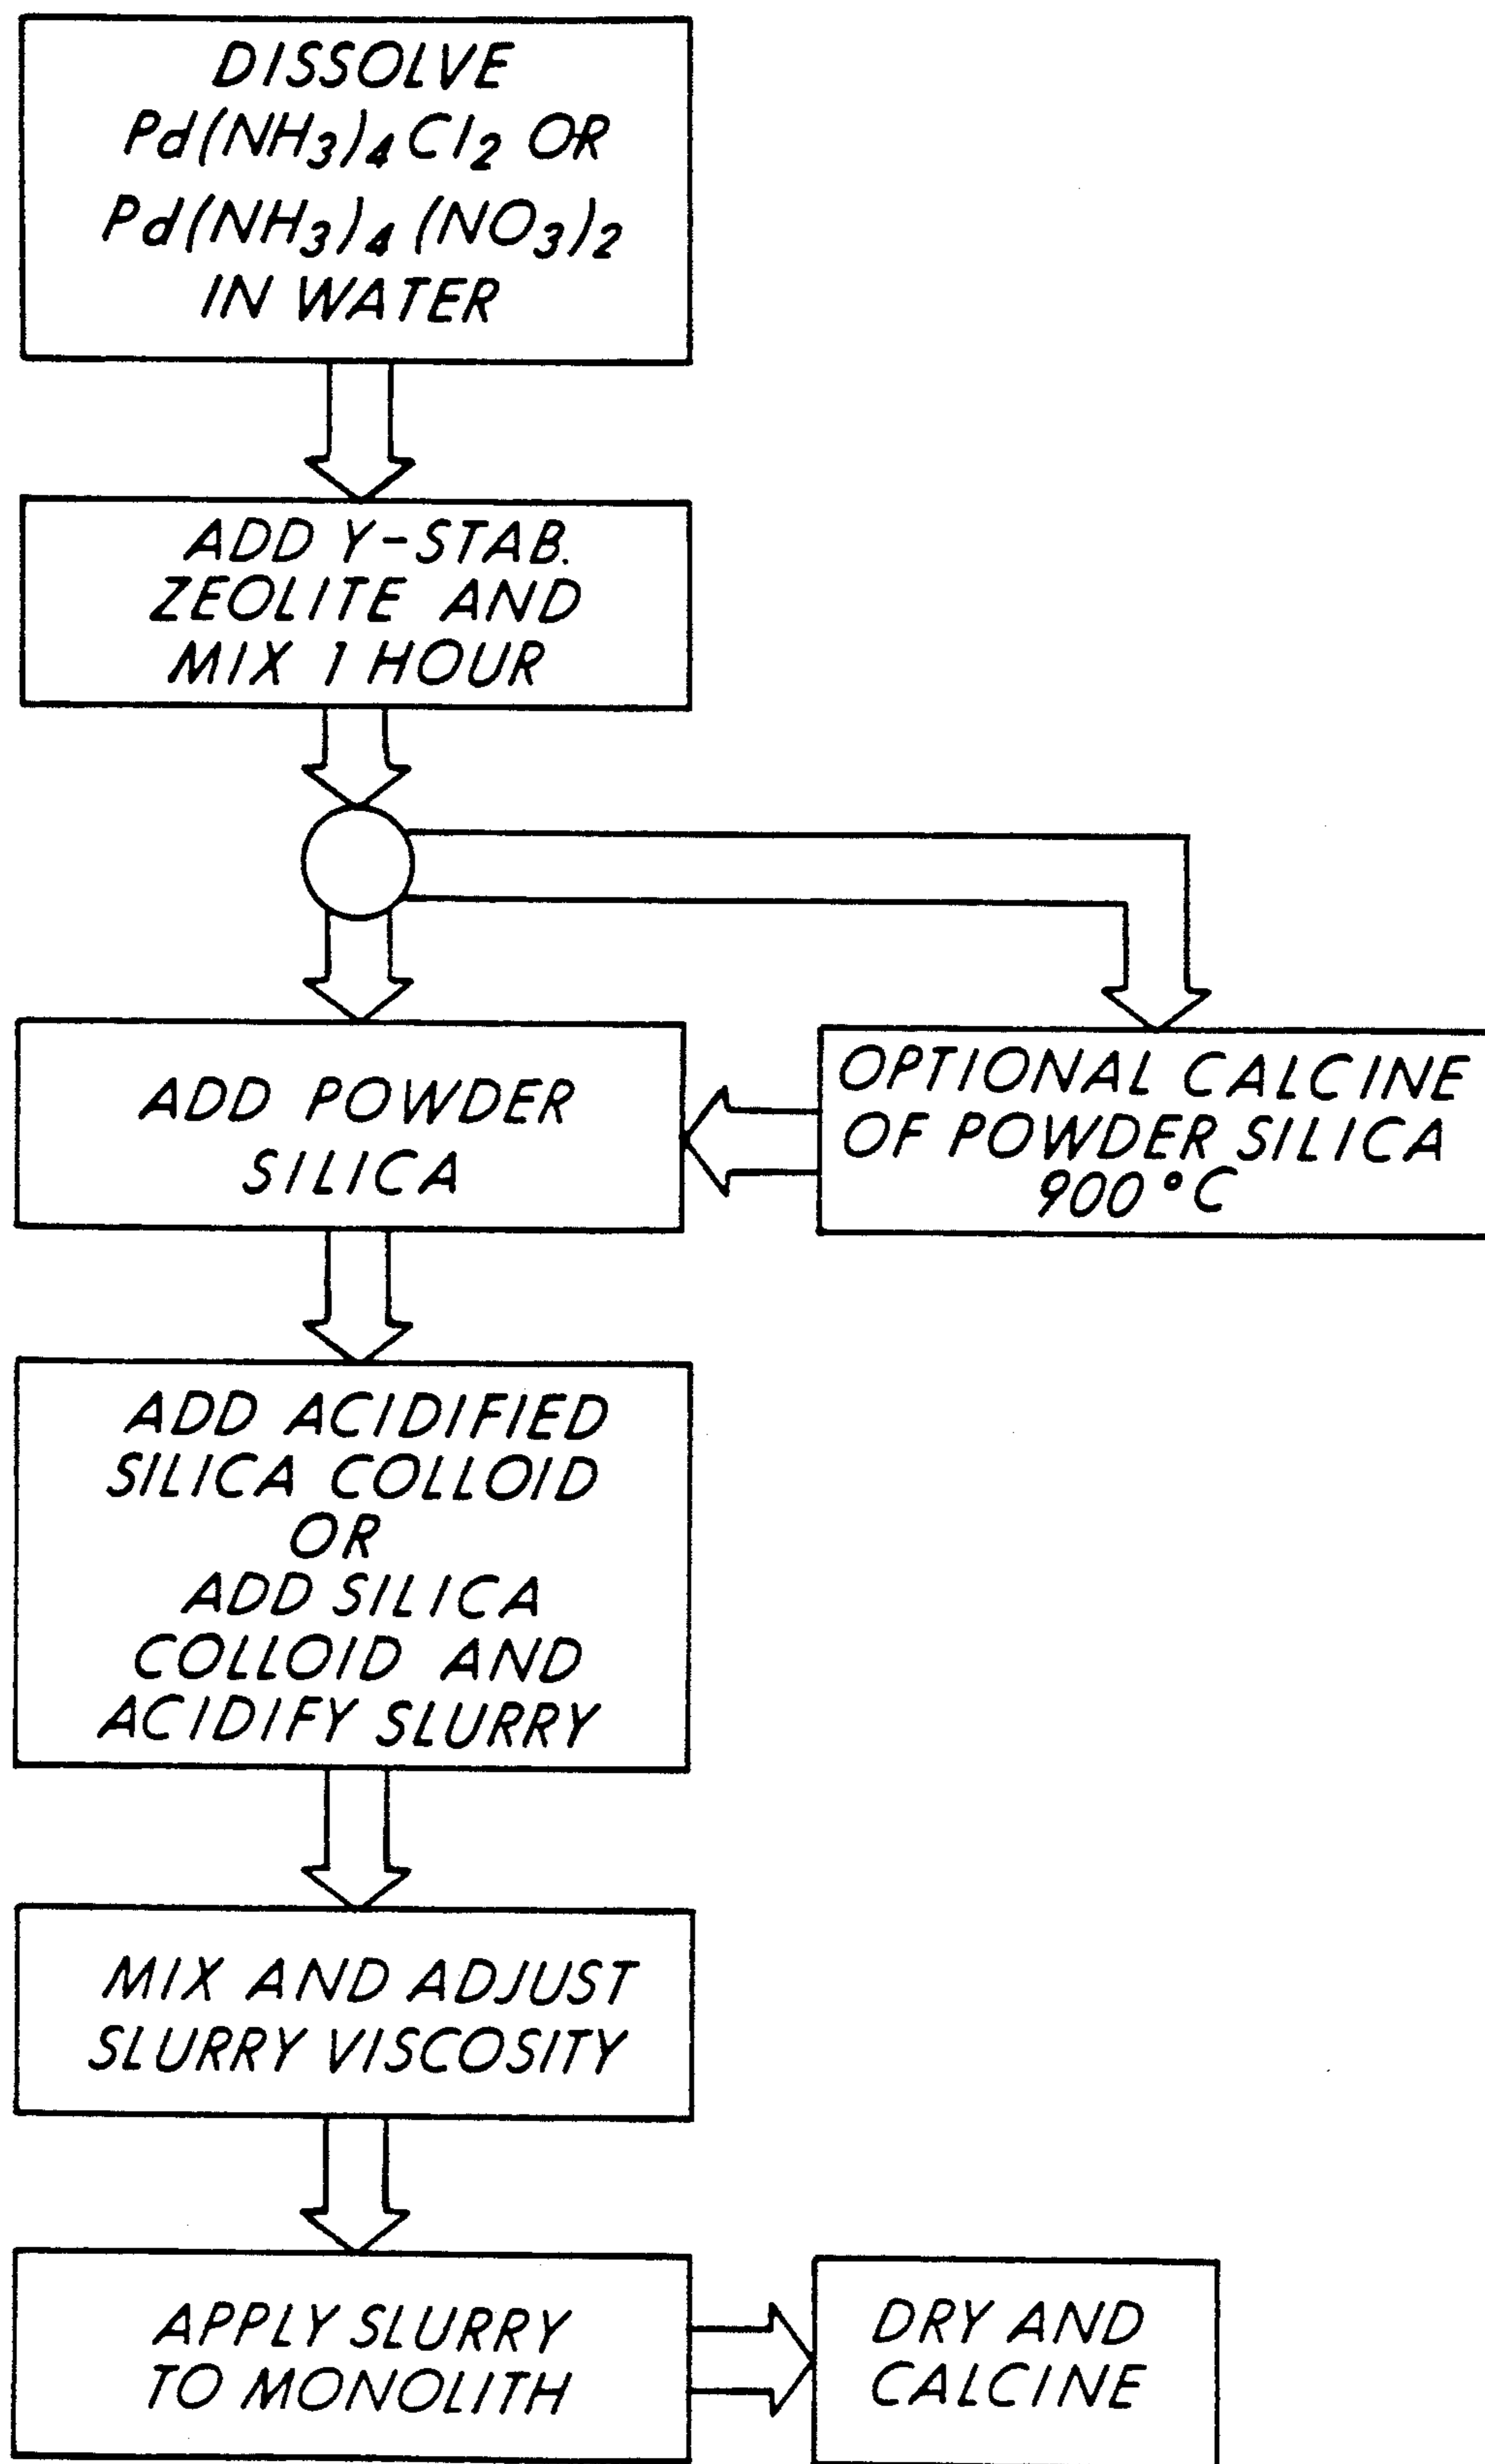 DISSOLVE
Pd(NH₃)₄Cl₂ OR
Pd(NH₃)₄(NO₃)₂
IN WATER
ADD Y-STAB.
ZEOLITE AND
MIX 1 HOUR
ADD POWDER
SILICA
OPTIONAL CALCINE
OF POWDER SILICA
900°C
ADD ACIDIFIED
SILICA COLLOID
OR
ADD SILICA
COLLOID AND
ACIDIFY SLURRY
MIX AND ADJUST
SLURRY VISCOSITY
APPLY SLURRY
TO MONOLITH
DRY AND
CALCINE